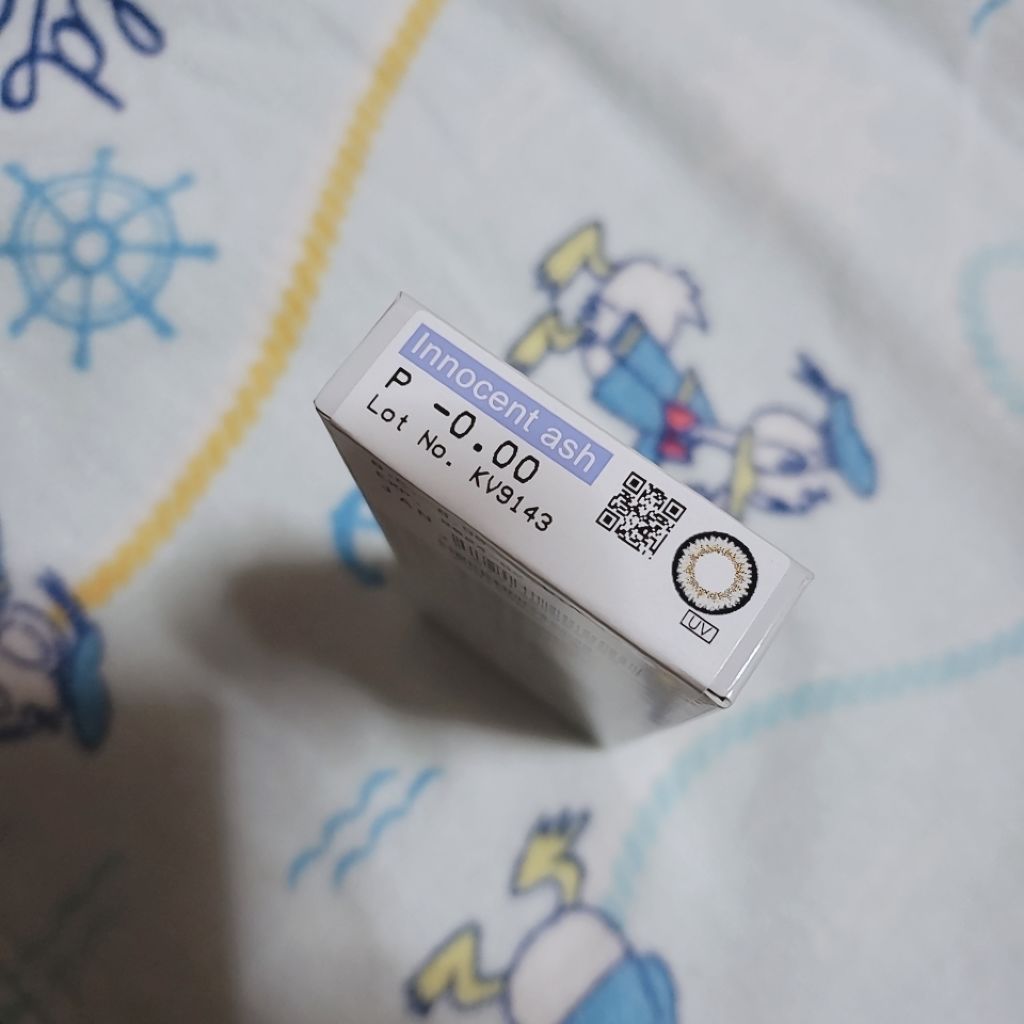 Innocent ash
P -0.00
Lot No. KV9143
UV